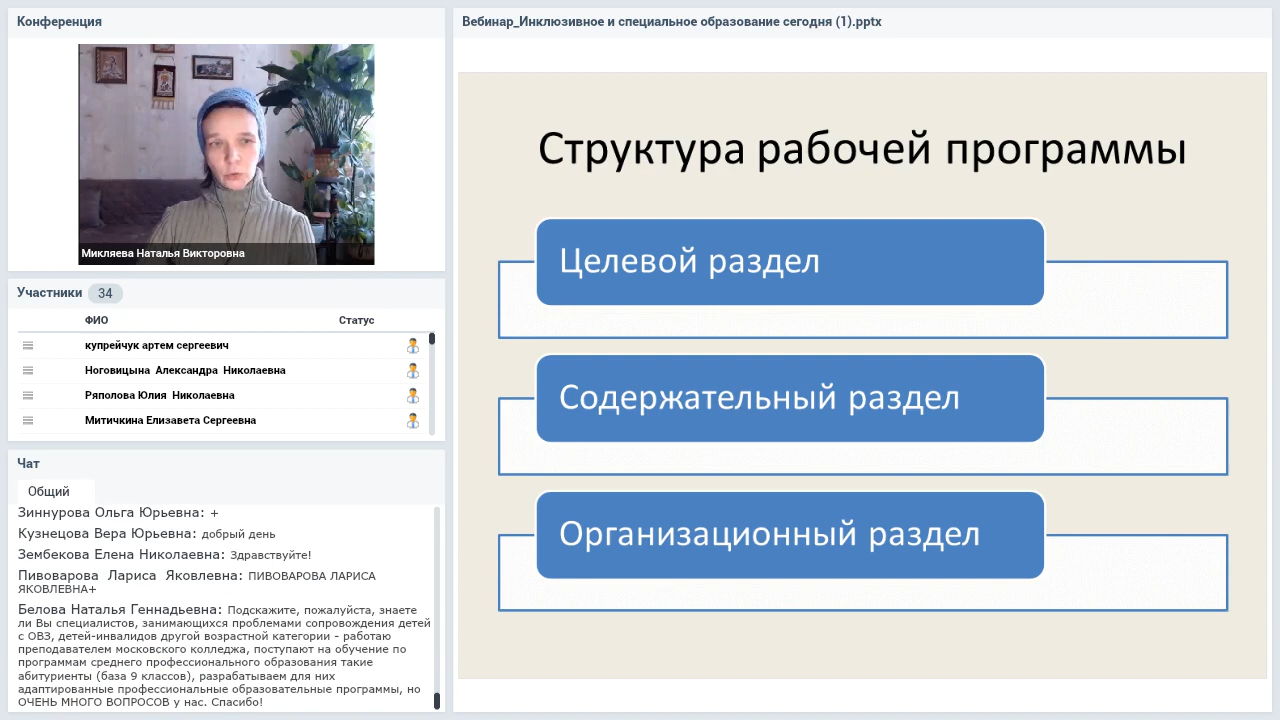 Конференция
Микляева Наталья Викторовна
Участники 34
ФИО Статус
купрейчук артем сергеевич
Ноговицына Александра Николаевна
Ряполова Юлия Николаевна
Митичкина Елизавета Сергеевна
Чат
Общий
Зиннурова Ольга Юрьевна: +
Кузнецова Вера Юрьевна: добрый день
Зембекова Елена Николаевна: Здравствуйте!
Пивоварова Лариса Яковлевна: ПИВОВАРОВА ЛАРИСА
ЯКОВЛЕВНА+
Белова Наталья Геннадьевна: Подскажите, пожалуйста, знаете
ли Вы специалистов, занимающихся проблемами сопровождения детей
с ОВЗ, детей-инвалидов другой возрастной категории - работаю
преподавателем московского колледжа, поступают на обучение по
программам среднего профессионального образования такие
абитуриенты (база 9 классов), разрабатываем для них
адаптированные профессиональные образовательные программы, но
ОЧЕНЬ МНОГО ВОПРОСОВ у нас. Спасибо!
Вебинар_Инклюзивное и специальное образование сегодня (1).pptx
Структура рабочей программы
Целевой раздел
Содержательный раздел
Организационный раздел